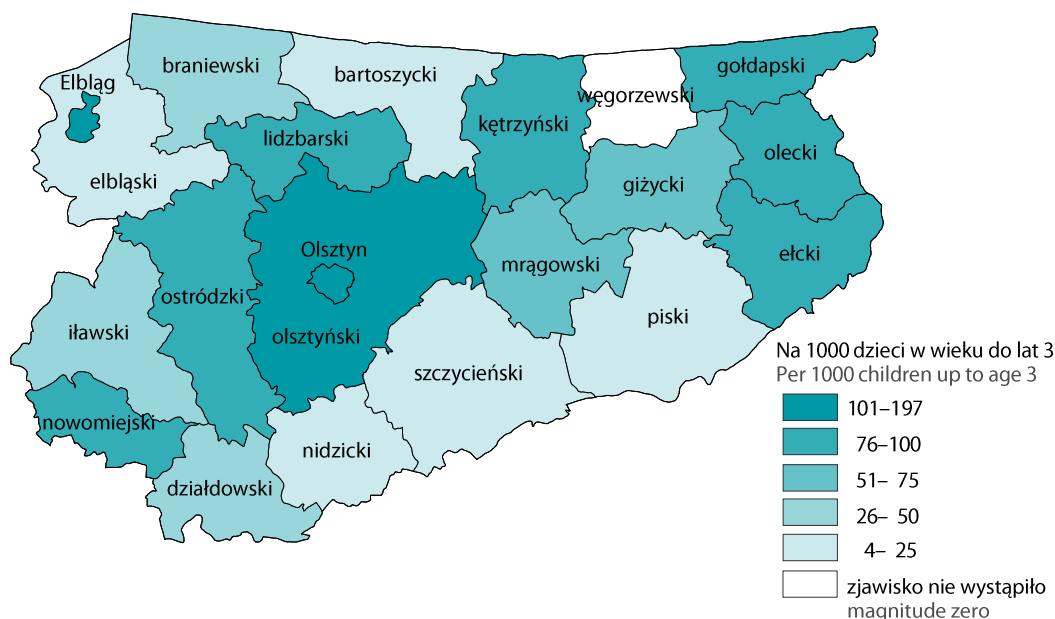 braniewski
gołdapski
bartoszycki
Elbląg
węgorzewski
kętrzyński
lidzbarski
olecki
elbląski
giżycki
Olsztyn
ełcki
mrągowski
ostródzki
piski
iławski
olsztyński
szczycieński
nowomiejski
nidzicki
działdowski
Na 1000 dzieci w wieku do lat 3
Per 1000 children up to age 3
101–197
76–100
51– 75
26– 50
4– 25
zjawisko nie wystąpiło
magnitude zero